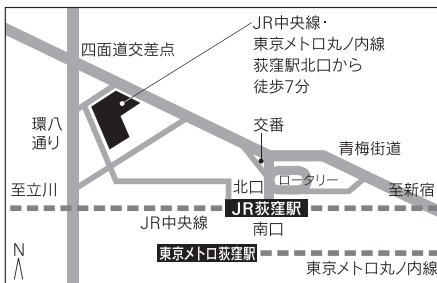 JR中央線・
東京メトロ丸ノ内線
荻窪駅北口から
徒歩7分
四面道交差点
環八
通り
交番
青梅街道
至立川
北口
ロータリー
至新宿
JR中央線
JR荻窪駅
南口
東京メトロ荻窪駅
東京メトロ丸ノ内線
N